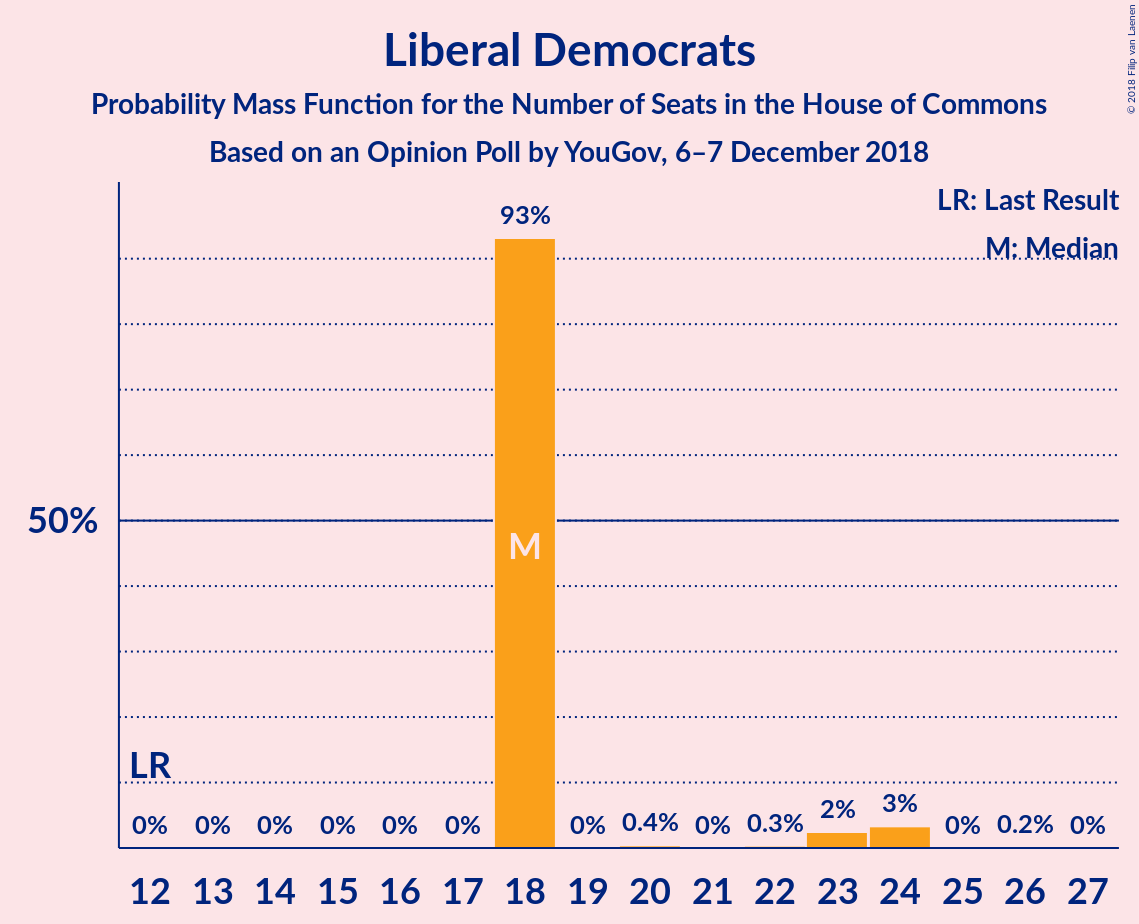 Liberal Democrats
Probability Mass Function for the Number of Seats in the House of Commons
Based on an Opinion Poll by YouGov, 6–7 December 2018
© 2018 Filip van Laenen
LR: Last Result
M: Median
93%
50%
M
LR
0% 0% 0% 0% 0% 0% 0% 0.4% 0% 0.3% 2% 3% 0% 0.2% 0%
12 13 14 15 16 17 18 19 20 21 22 23 24 25 26 27